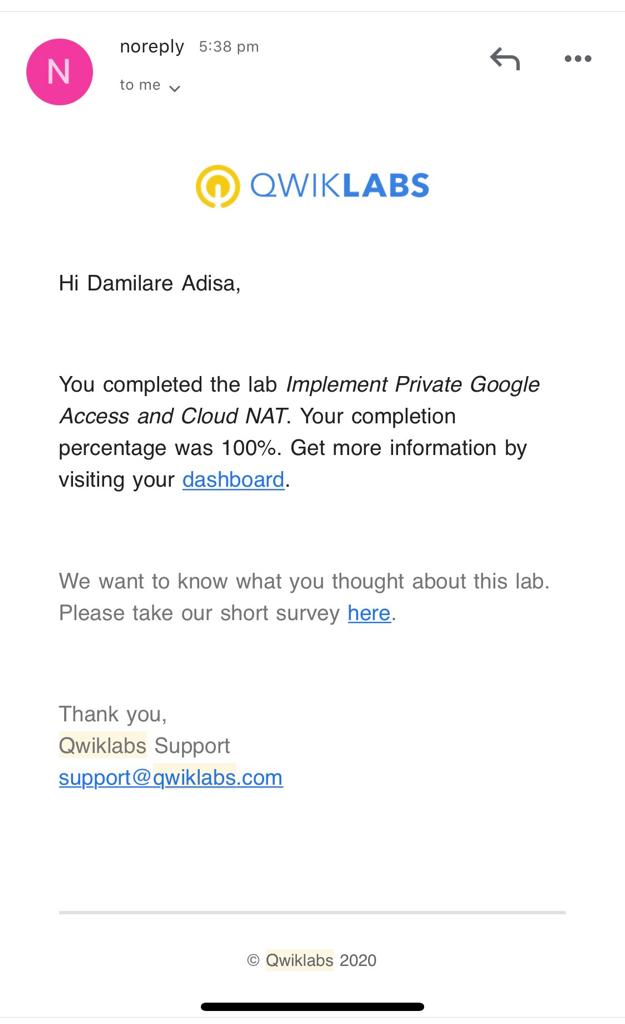 N
noreply 5:38 pm
to me
QWIKLABS
Hi Damilare Adisa,
You completed the lab Implement Private Google
Access and Cloud NAT. Your completion
percentage was 100%. Get more information by
visiting your dashboard.
We want to know what you thought about this lab.
Please take our short survey here.
Thank you,
Qwiklabs Support
support@qwiklabs.com
© Qwiklabs 2020